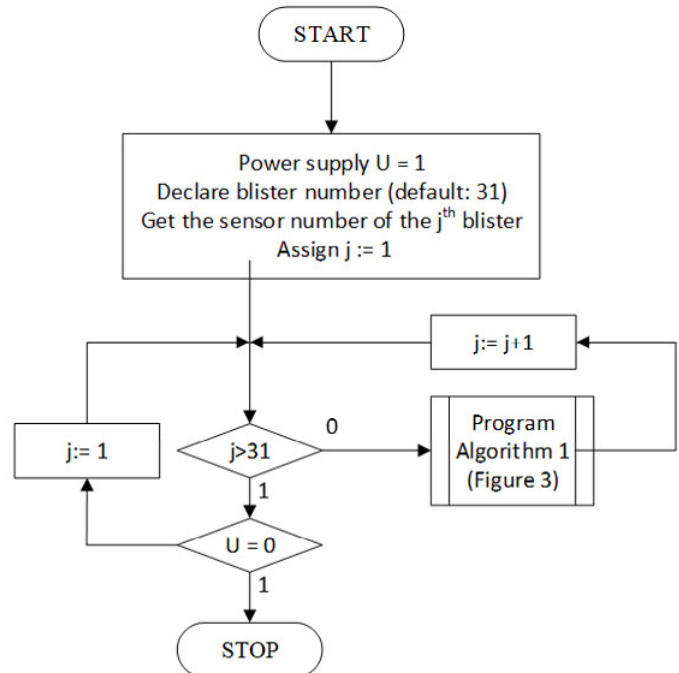 START
Power supply U = 1
Declare blister number (default: 31)
Get the sensor number of the jth blister
Assign j := 1
j:= j+1
0
Program
Algorithm 1
(Figure 3)
j:= 1
j>31
1
U = 0
1
STOP